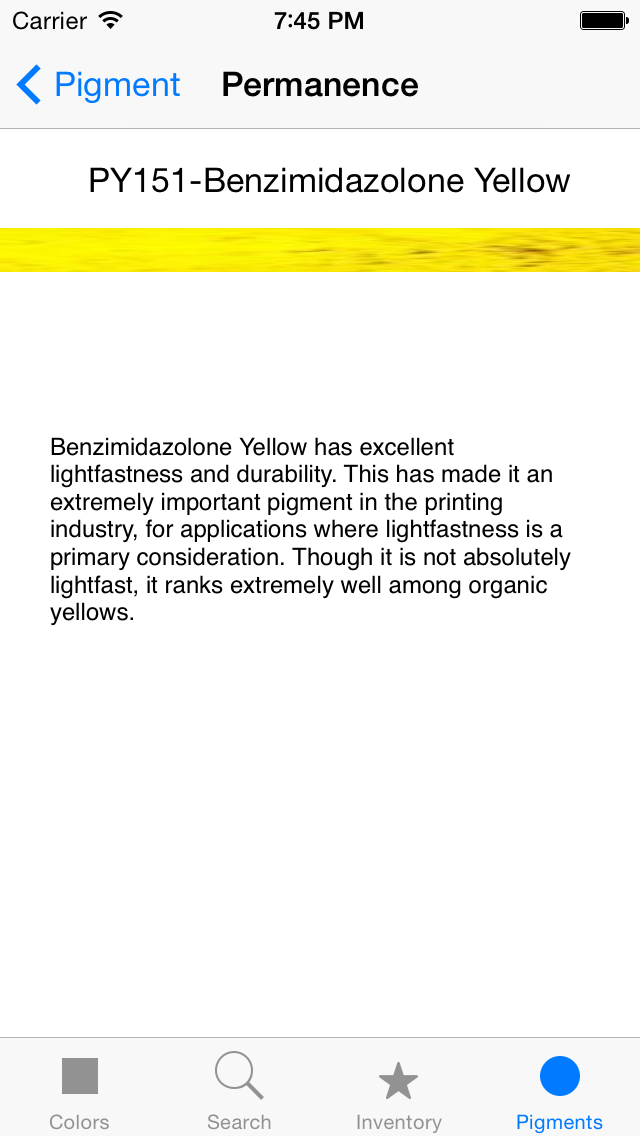 Carrier 7:45 PM
Pigment Permanence
PY151-Benzimidazolone Yellow
Benzimidazolone Yellow has excellent
lightfastness and durability. This has made it an
extremely important pigment in the printing
industry, for applications where lightfastness is a
primary consideration. Though it is not absolutely
lightfast, it ranks extremely well among organic
yellows.
Colors Search Inventory Pigments